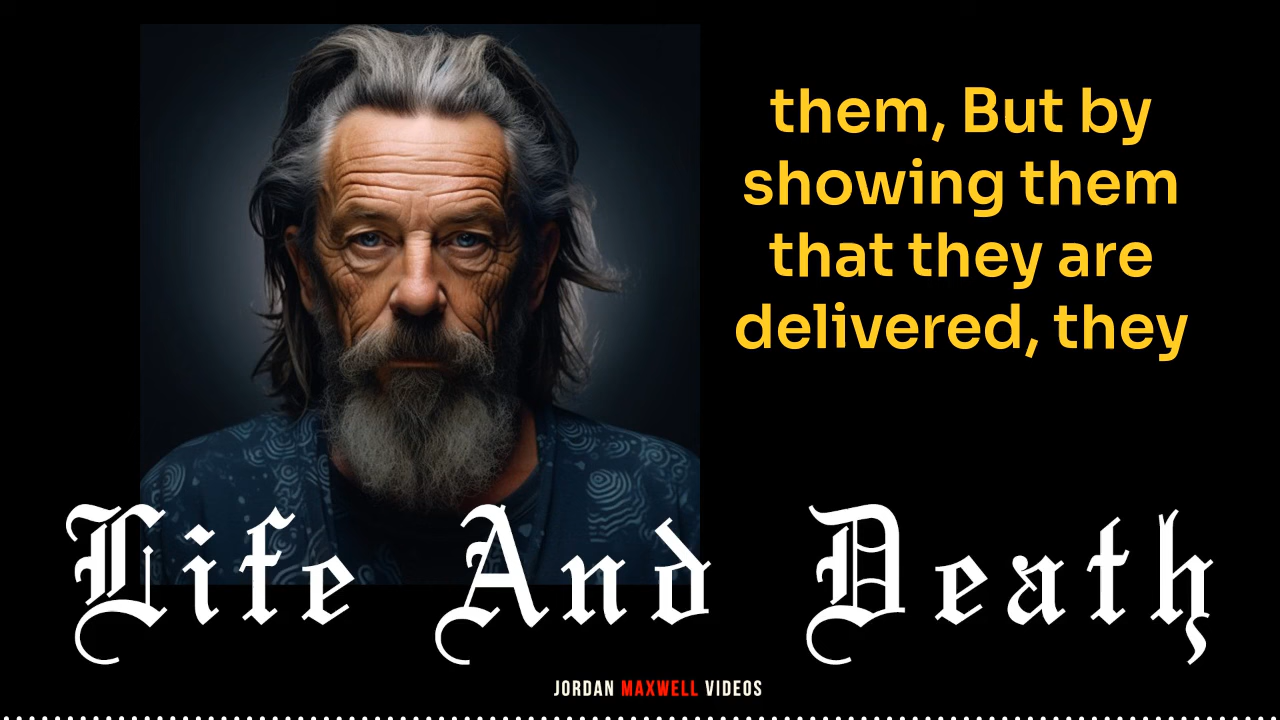 them, But by
showing them
that they are
delivered, they
Life And Death
JORDAN MAXWELL VIDEOS